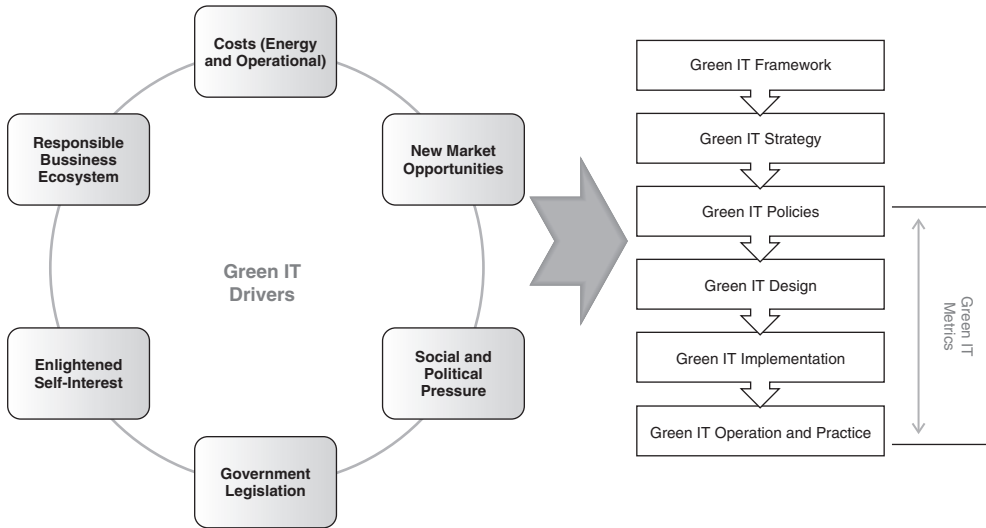 Costs (Energy
and Operational)
New Market
Opportunities
Social and
Political
Pressure
Government
Legislation
Enlightened
Self-Interest
Responsible
Bussiness
Ecosystem
Green IT
Drivers
Green IT Framework
Green IT Strategy
Green IT Policies
Green IT Design
Green IT Implementation
Green IT Operation and Practice
Green IT
Metrics